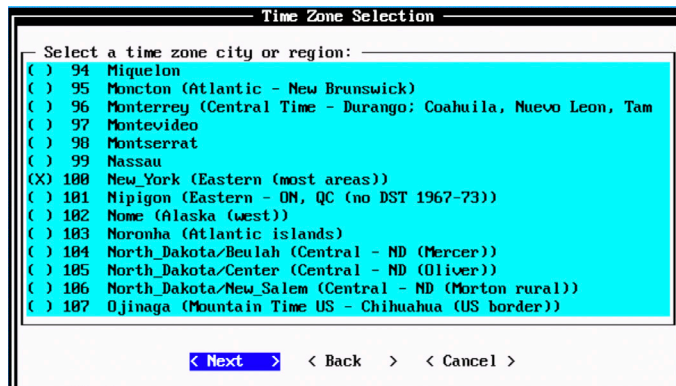 Time Zone Selection
Select a time zone city or region:
( ) 94 Miquelon
( ) 95 Moncton (Atlantic - New Brunswick)
( ) 96 Monterrey (Central Time - Durango; Coahuila, Nuevo Leon, Tam
( ) 97 Montevideo
( ) 98 Montserrat
( ) 99 Nassau
(X) 100 New_York (Eastern (most areas))
( ) 101 Nipigon (Eastern - ON, QC (no DST 1967-73))
( ) 102 Nome (Alaska (west))
( ) 103 Noronha (Atlantic islands)
( ) 104 North_Dakota/Beulah (Central - ND (Mercer))
( ) 105 North_Dakota/Center (Central - ND (Oliver))
( ) 106 North_Dakota/New_Salem (Central - ND (Morton rural))
( ) 107 Ojinaga (Mountain Time US - Chihuahua (US border))
< Next > < Back > < Cancel >